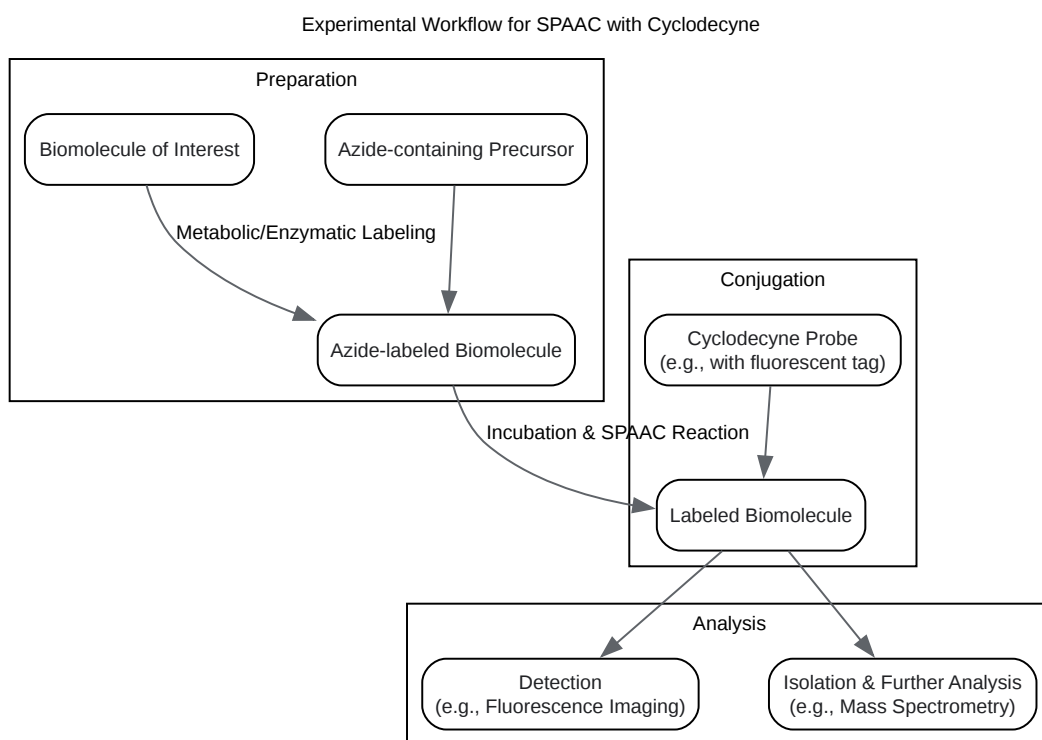 Experimental Workflow for SPAAC with Cyclodecyne
Preparation
Biomolecule of Interest
Azide-containing Precursor
Metabolic/Enzymatic Labeling
Azide-labeled Biomolecule
Conjugation
Cyclodecyne Probe
(e.g., with fluorescent tag)
Incubation & SPAAC Reaction
Labeled Biomolecule
Analysis
Detection
(e.g., Fluorescence Imaging)
Isolation & Further Analysis
(e.g., Mass Spectrometry)